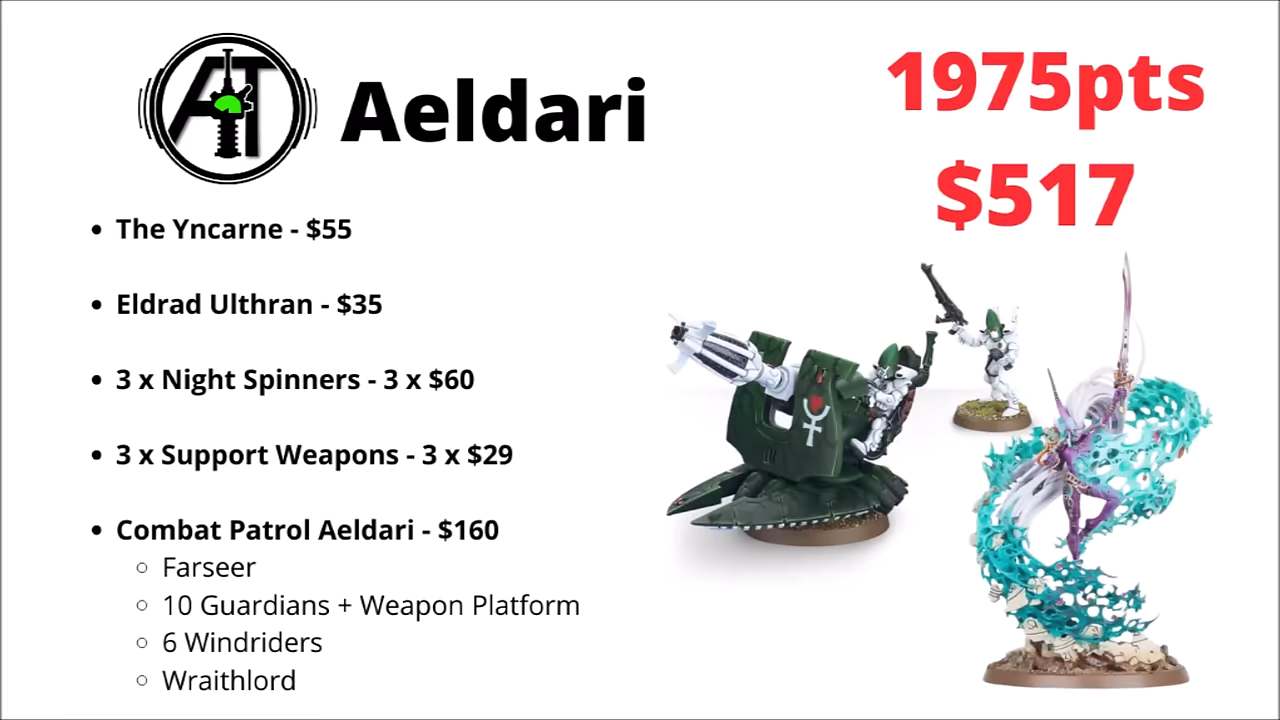 AT
Aeldari
1975pts
$517
The Yncarne - $55
Eldrad Ulthran - $35
3 x Night Spinners - 3 x $60
3 x Support Weapons - 3 x $29
Combat Patrol Aeldari - $160
Farseer
10 Guardians + Weapon Platform
6 Windriders
Wraithlord